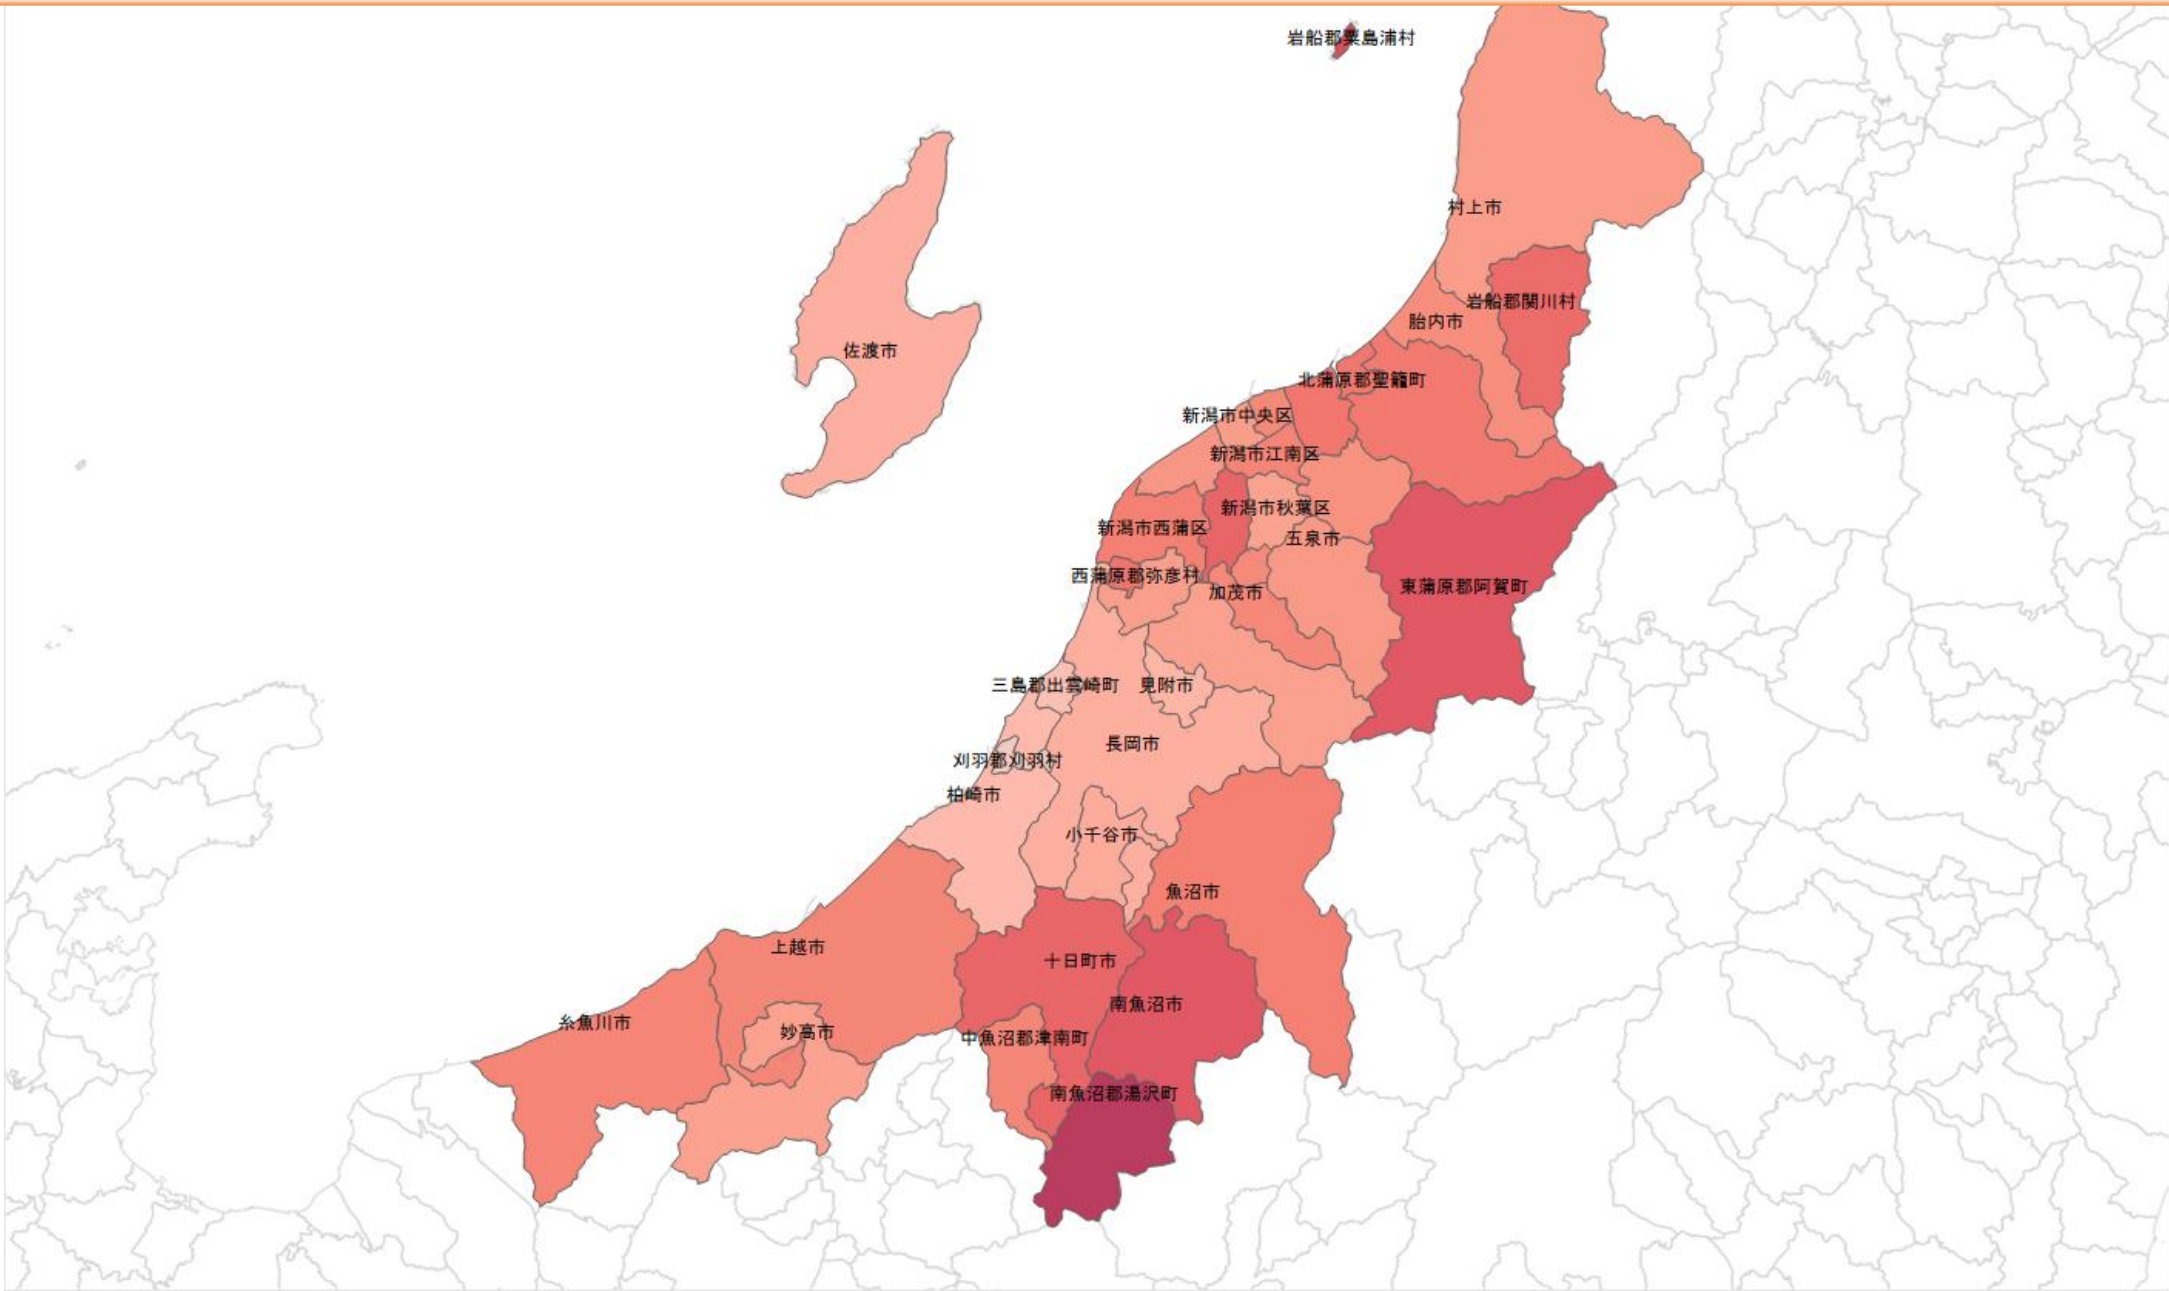 岩船郡粟島浦村
村上市
岩船郡関川村
胎内市
佐渡市
北蒲原郡聖籠町
新潟市中央区
新潟市江南区
新潟市秋葉区
新潟市西蒲区
五泉市
西蒲原郡弥彦村
東蒲原郡阿賀町
加茂市
三島郡出雲崎町
見附市
長岡市
刈羽郡刈羽村
柏崎市
小千谷市
魚沼市
上越市
十日町市
南魚沼市
糸魚川市
妙高市
中魚沼郡津南町
南魚沼郡湯沢町